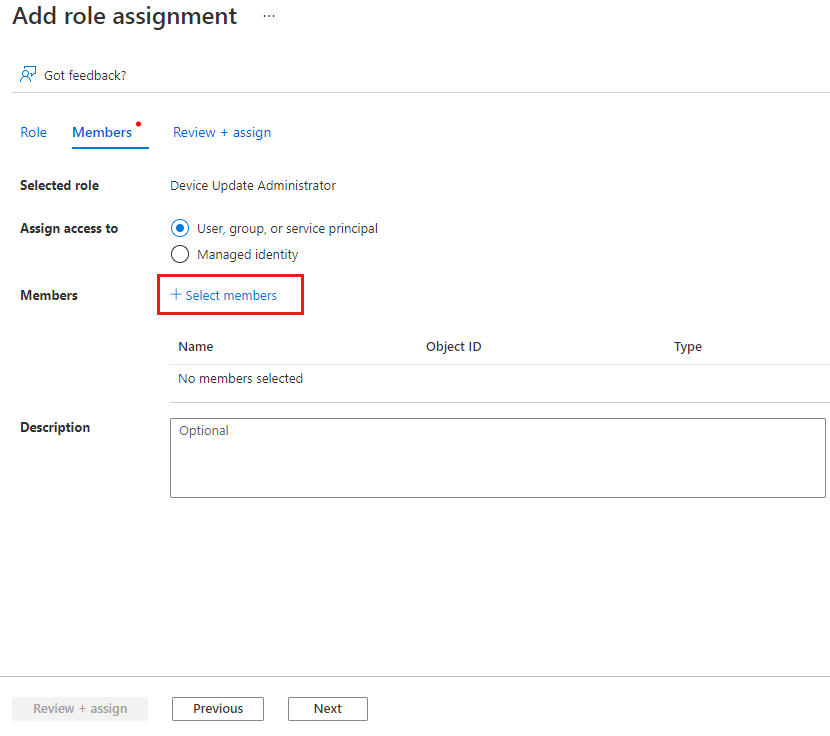 Add role assignment ...
Got feedback?
Role Members Review + assign
Selected role Device Update Administrator
Assign access to User, group, or service principal
Managed identity
Members + Select members
Name Object ID Type
No members selected
Description Optional
Review + assign Previous Next